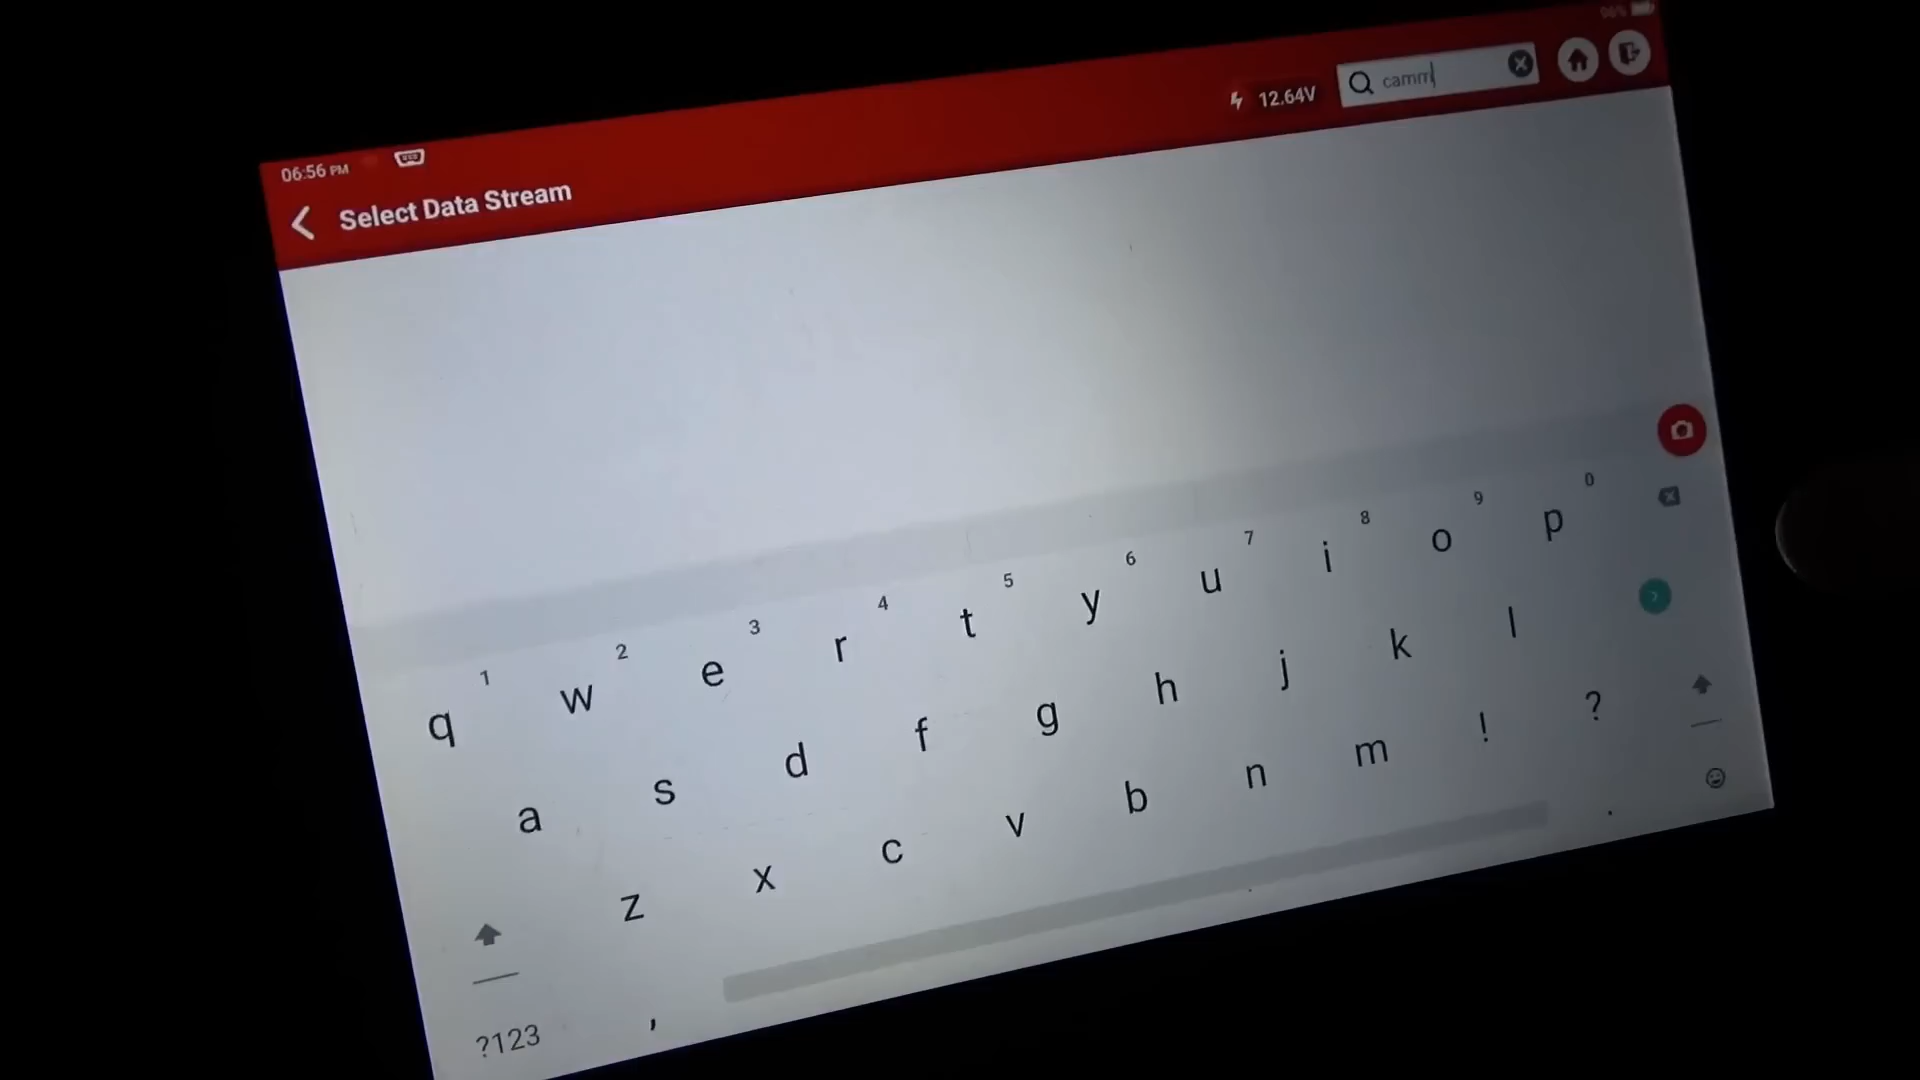 96%
06:56 PM
12.64V
camm
Select Data Stream
1 2 3 4 5 6 7 8 9 0
q w e r t y u i o p
a s d f g h j k l
z x c v b n m ! ?
?123 , .